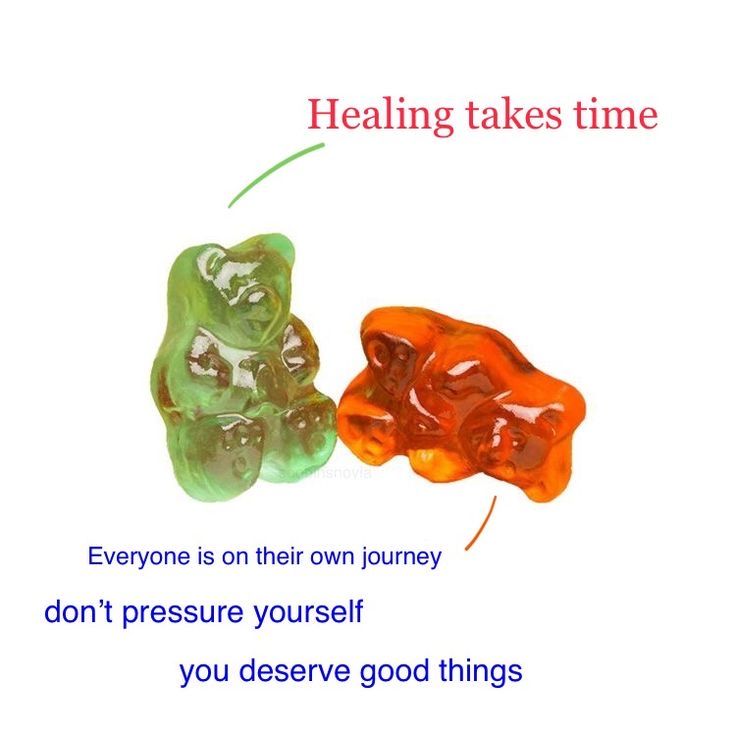 Healing takes time
Everyone is on their own journey
don’t pressure yourself
you deserve good things